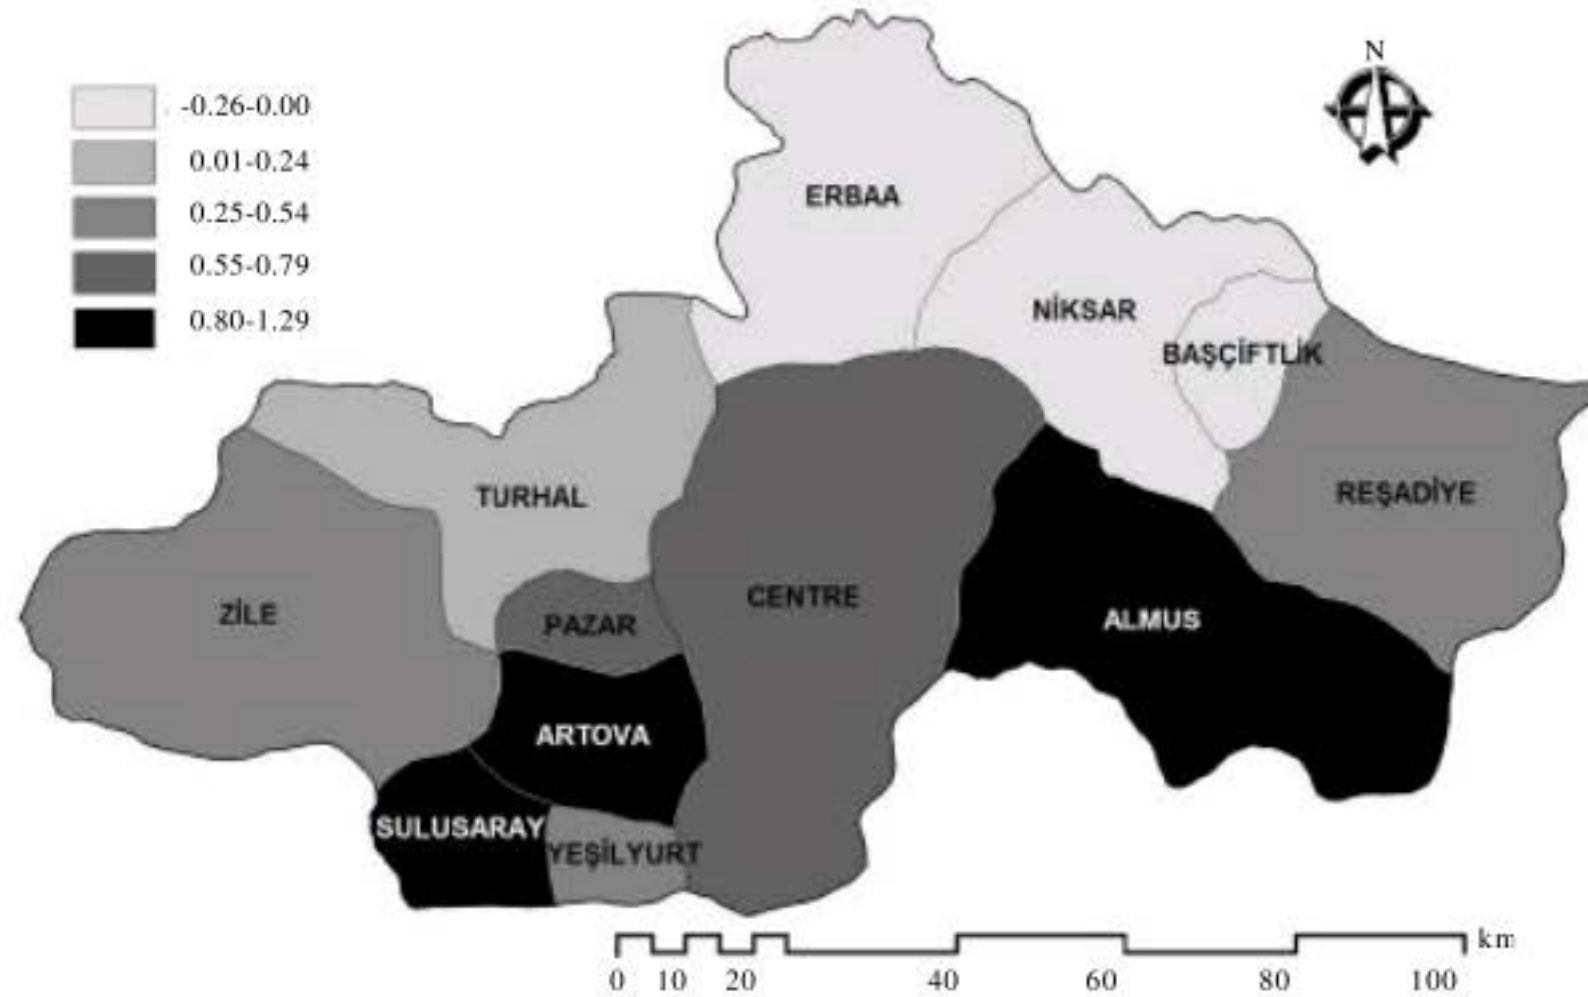 N
-0.26-0.00
0.01-0.24
0.25-0.54
0.55-0.79
0.80-1.29
ERBAA
NİKSAR
BAŞÇİFTLİK
TURHAL
REŞADİYE
ZİLE
PAZAR
CENTRE
ALMUS
ARTOVA
SULUSARAY
YEŞİLYURT
km
0 10 20 40 60 80 100